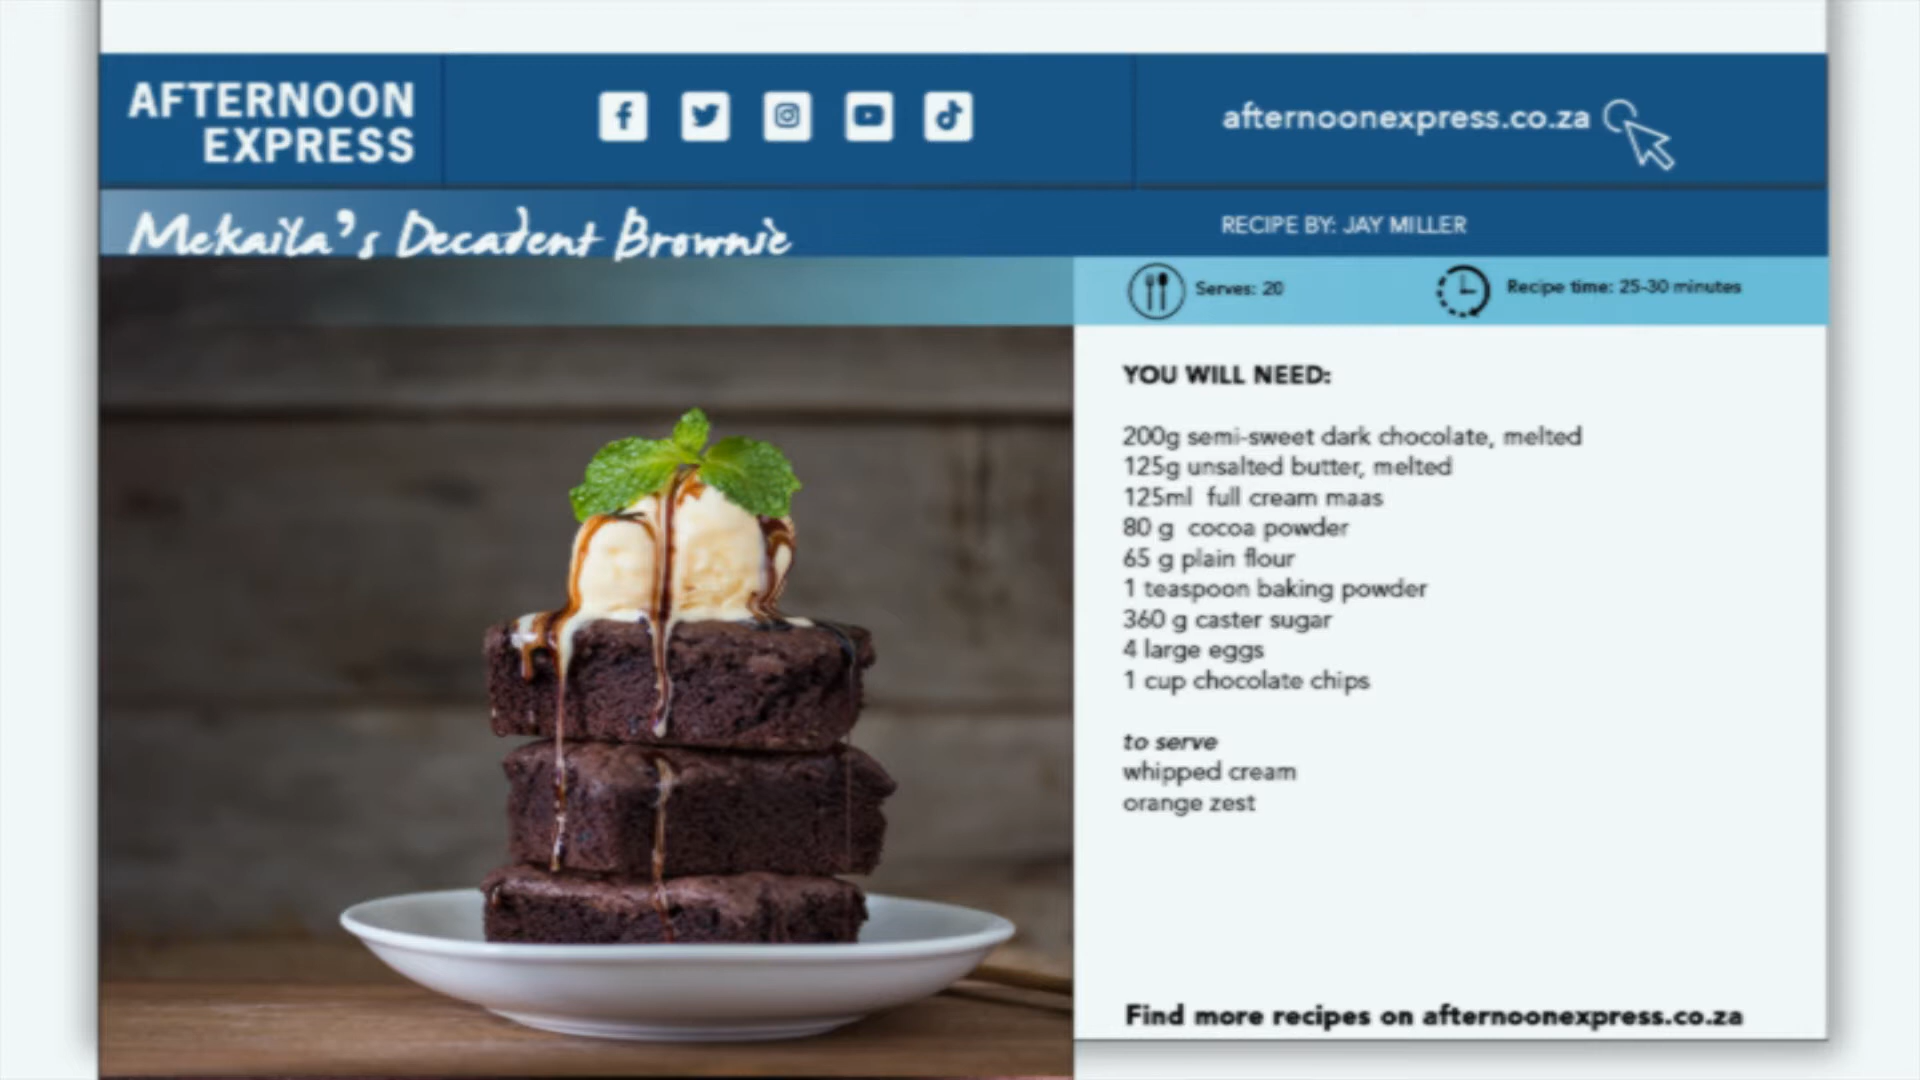 AFTERNOON
EXPRESS
afternoonexpress.co.za
Mekaila's Decadent Brownie
RECIPE BY: JAY MILLER
Serves: 20
Recipe time: 25-30 minutes
YOU WILL NEED:
200g semi-sweet dark chocolate, melted
125g unsalted butter, melted
125ml full cream maas
80 g cocoa powder
65 g plain flour
1 teaspoon baking powder
360 g caster sugar
4 large eggs
1 cup chocolate chips
to serve
whipped cream
orange zest
Find more recipes on afternoonexpress.co.za